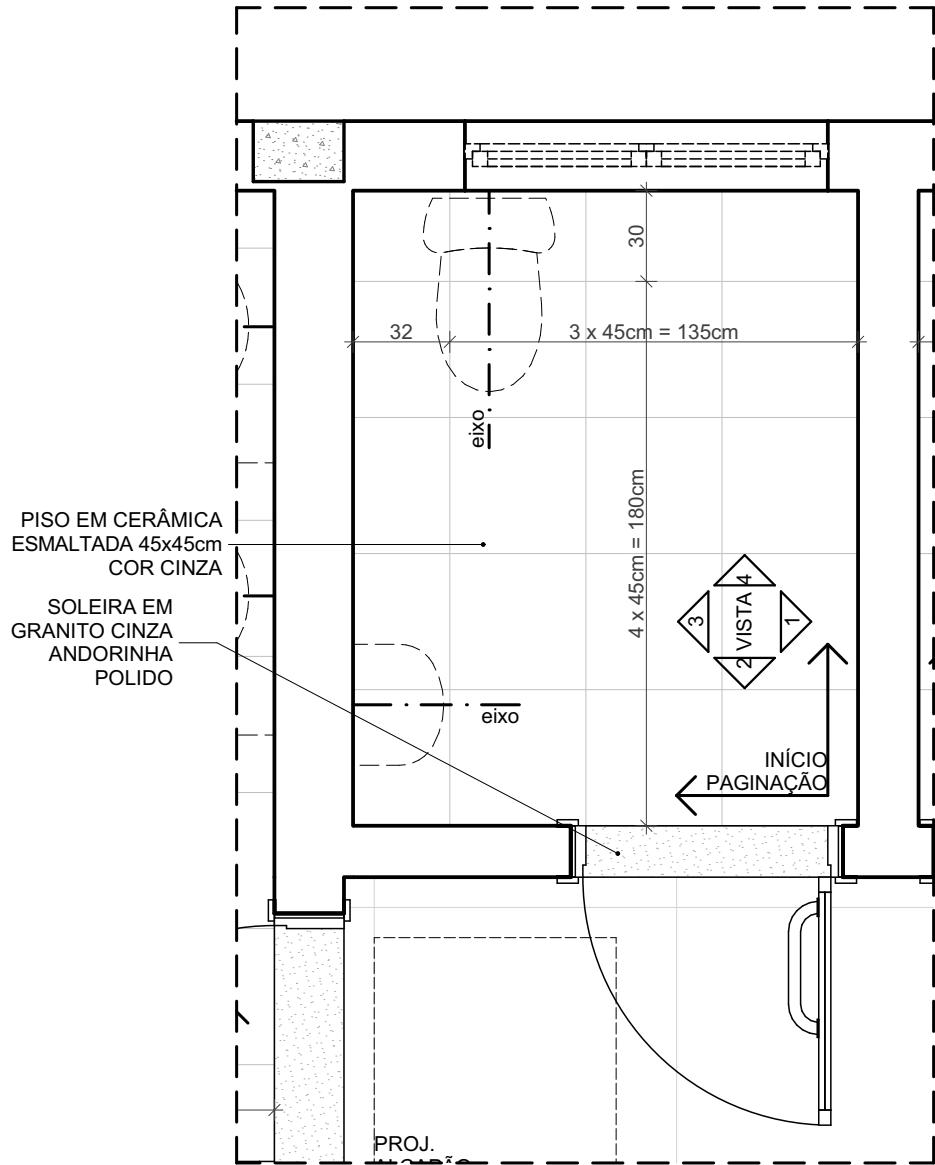 30
32
3 x 45cm = 135cm
eixo
4 x 45cm = 180cm
PISO EM CERÂMICA
ESMALTADA 45x45cm
COR CINZA
SOLEIRA EM
GRANITO CINZA
ANDORINHA
POLIDO
4
3
VISTA
1
2
eixo
INÍCIO
PAGINAÇÃO
PROJ.